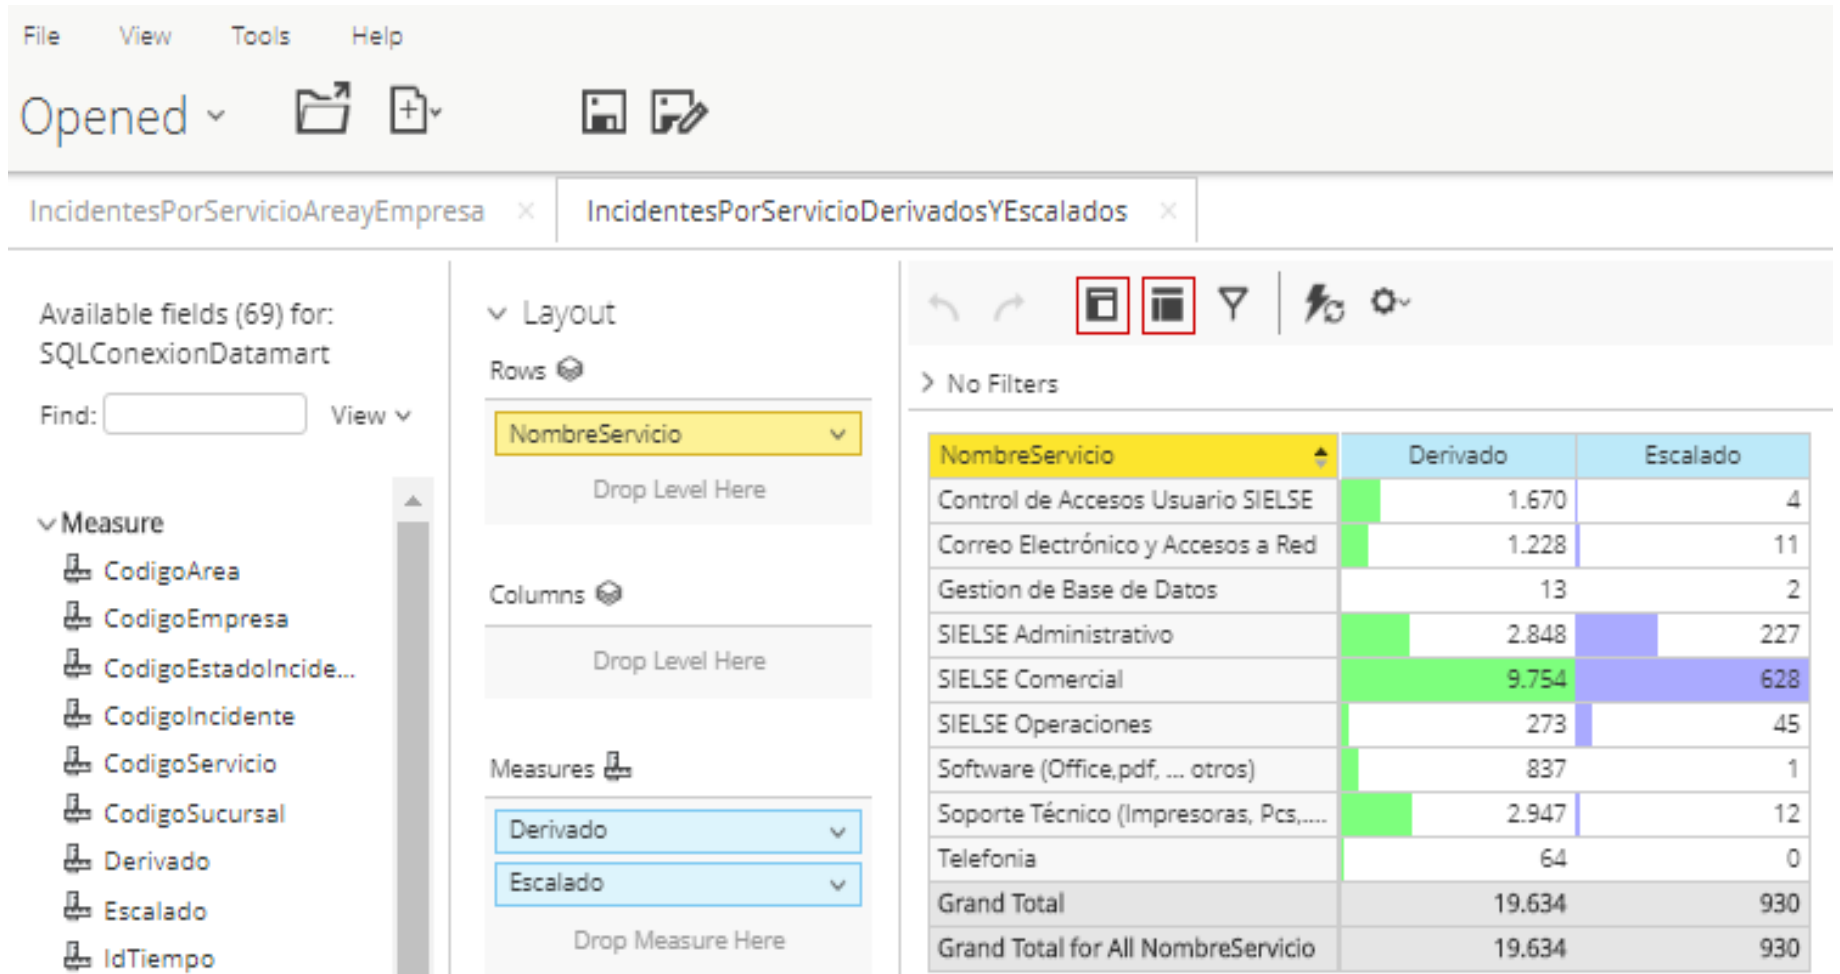 File View Tools Help
Opened
IncidentesPorServicioAreayEmpresa
IncidentesPorServicioDerivadosYEscalados
Available fields (69) for:
SQLConexionDatamart
Find:
View
Measure
CodigoArea
CodigoEmpresa
CodigoEstadoIncide...
CodigoIncidente
CodigoServicio
CodigoSucursal
Derivado
Escalado
IdTiempo
Layout
Rows
NombreServicio
Drop Level Here
Columns
Drop Level Here
Measures
Derivado
Escalado
Drop Measure Here
No Filters
NombreServicio Derivado Escalado
Control de Accesos Usuario SIELSE 1.670 4
Correo Electrónico y Accesos a Red 1.228 11
Gestion de Base de Datos 13 2
SIELSE Administrativo 2.848 227
SIELSE Comercial 9.754 628
SIELSE Operaciones 273 45
Software (Office,pdf, ... otros) 837 1
Soporte Técnico (Impresoras, Pcs,.... 2.947 12
Telefonia 64 0
Grand Total 19.634 930
Grand Total for All NombreServicio 19.634 930